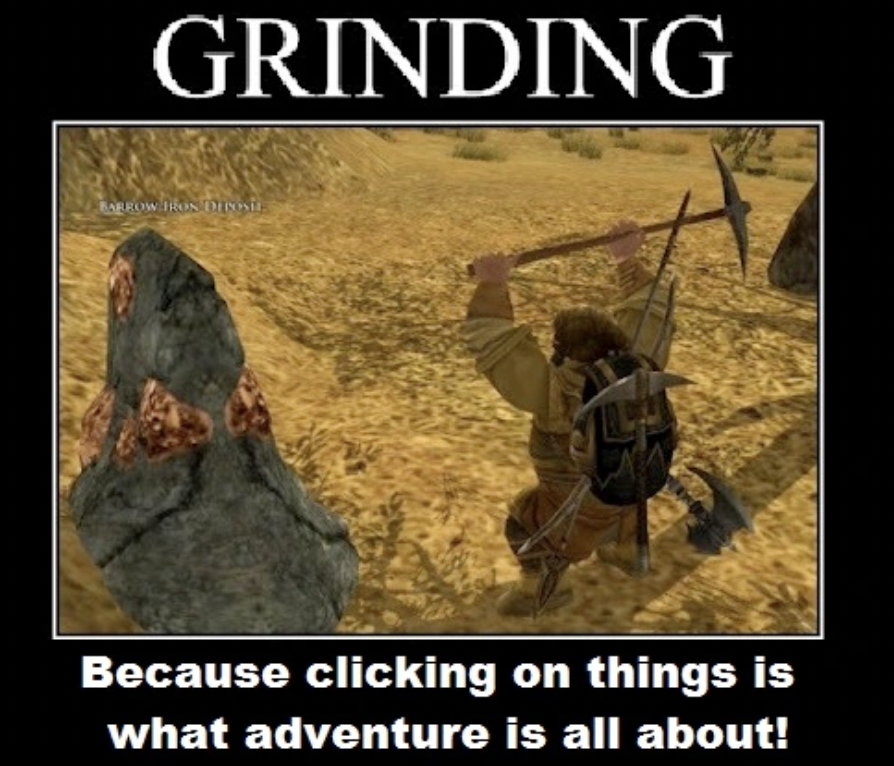 GRINDING
BARROW-IRON DEPOSIT
Because clicking on things is
what adventure is all about!